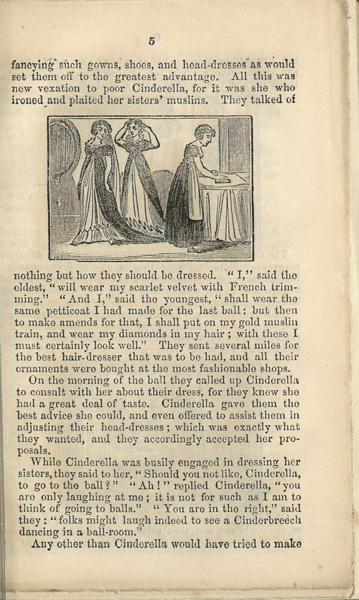 5
fancying such gowns, shoes, and head-dresses as would
set them off to the greatest advantage. All this was
new vexation to poor Cinderella, for it was she who
ironed and plaited her sisters' muslins. They talked of
nothing but how they should be dressed. "I," said the
eldest, "will wear my scarlet velvet with French trim-
ming." "And I," said the youngest, "shall wear the
same petticoat I had made for the last ball: but then
to make amends for that, I shall put on my gold muslin
train, and wear my diamonds in my hair; with these I
must certainly look well." They sent several miles for
the best hair-dresser that was to be had, and all their
ornaments were bought at the most fashionable shops.
On the morning of the ball they called up Cinderella
to consult with her about their dress, for they knew she
had a great deal of taste. Cinderella gave them the
best advice she could, and even offered to assist them in
adjusting their head-dresses; which was exactly what
they wanted, and they accordingly accepted her pro-
posals.
While Cinderella was busily engaged in dressing her
sisters, they said to her, "Should you not like, Cinderella,
to go to the ball?" "Ah!" replied Cinderella, "you
are only laughing at me; it is not for such as I am to
think of going to balls." "You are in the right," said
they: "folks might laugh indeed to see a Cinderbreech
dancing in a ball-room."
Any other than Cinderella would have tried to make